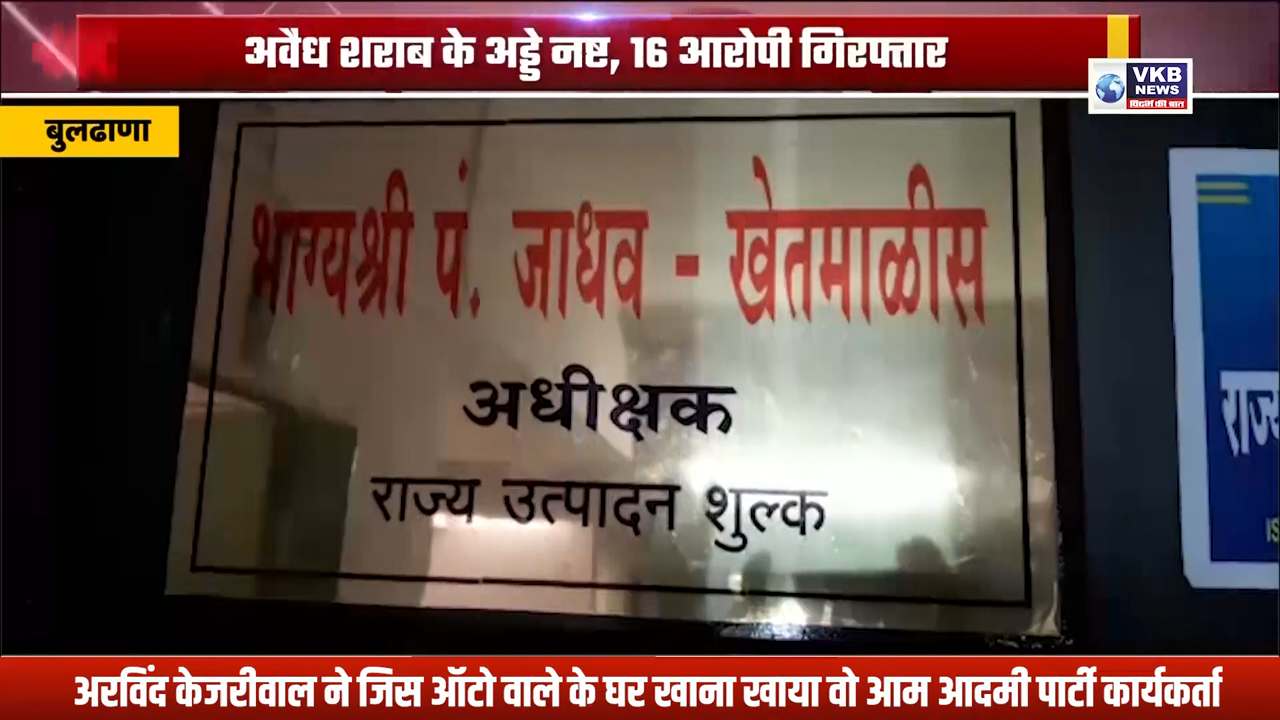 अवैध शराब के अड्डे नष्ट, 16 आरोपी गिरफ्तार
VKB
NEWS
विदर्भ की बात
बुलढाणा
भाग्यश्री पं. जाधव - खेतमाळीस
अधीक्षक
राज्य उत्पादन शुल्क
अरविंद केजरीवाल ने जिस ऑटो वाले के घर खाना खाया वो आम आदमी पार्टी कार्यकर्ता